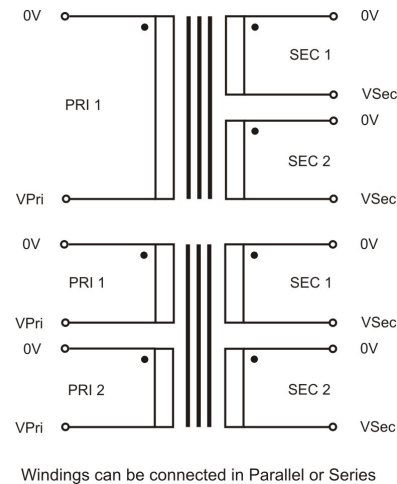 0V
0V
SEC 1
PRI 1
VSec
0V
SEC 2
VPri
VSec
0V
0V
PRI 1
SEC 1
VPri
VSec
0V
0V
PRI 2
SEC 2
VPri
VSec
Windings can be connected in Parallel or Series